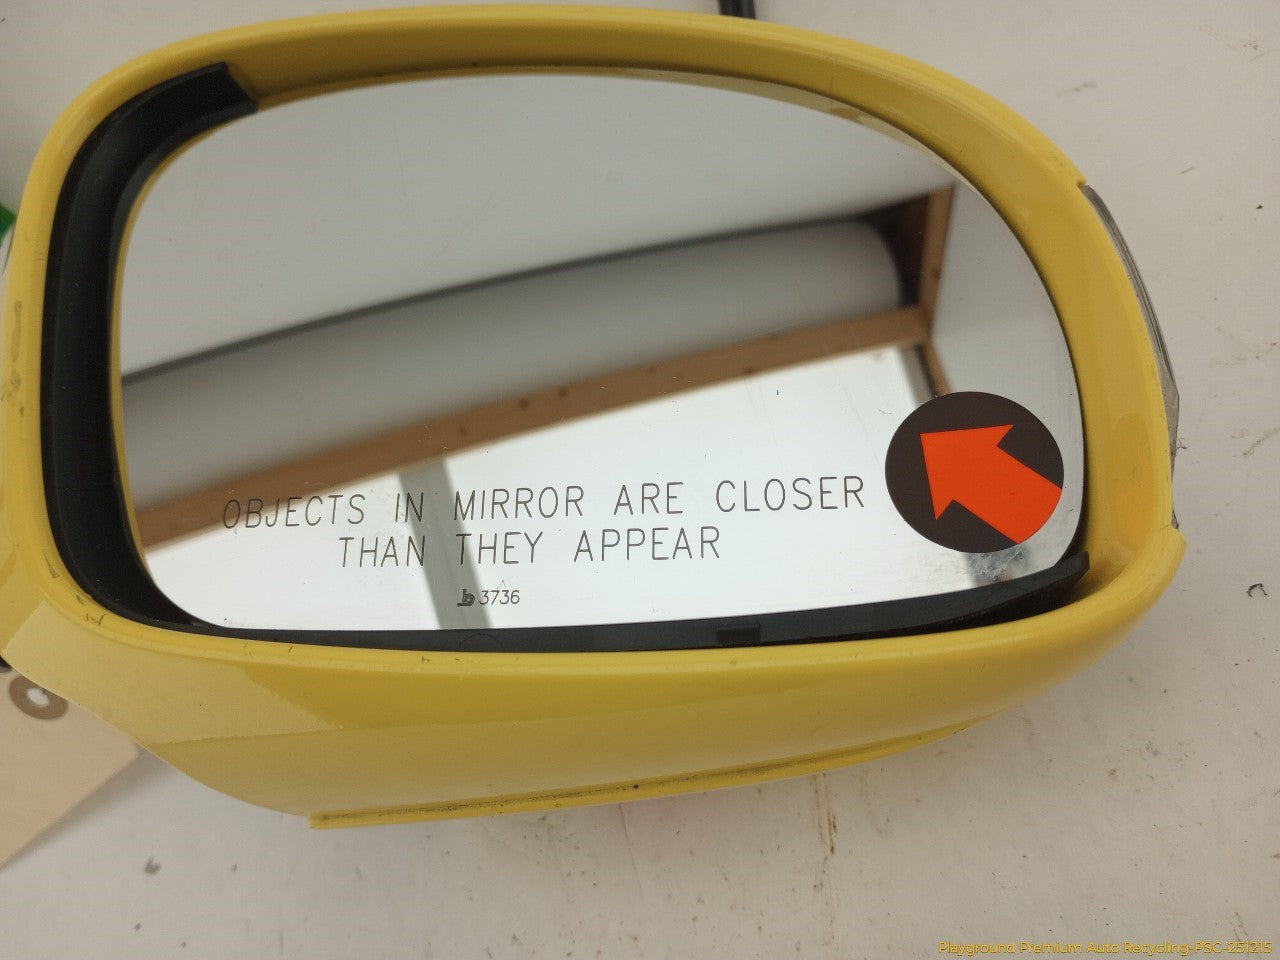 OBJECTS IN MIRROR ARE CLOSER
THAN THEY APPEAR
3736
Playground Premium Auto Recycling-PSC-251215